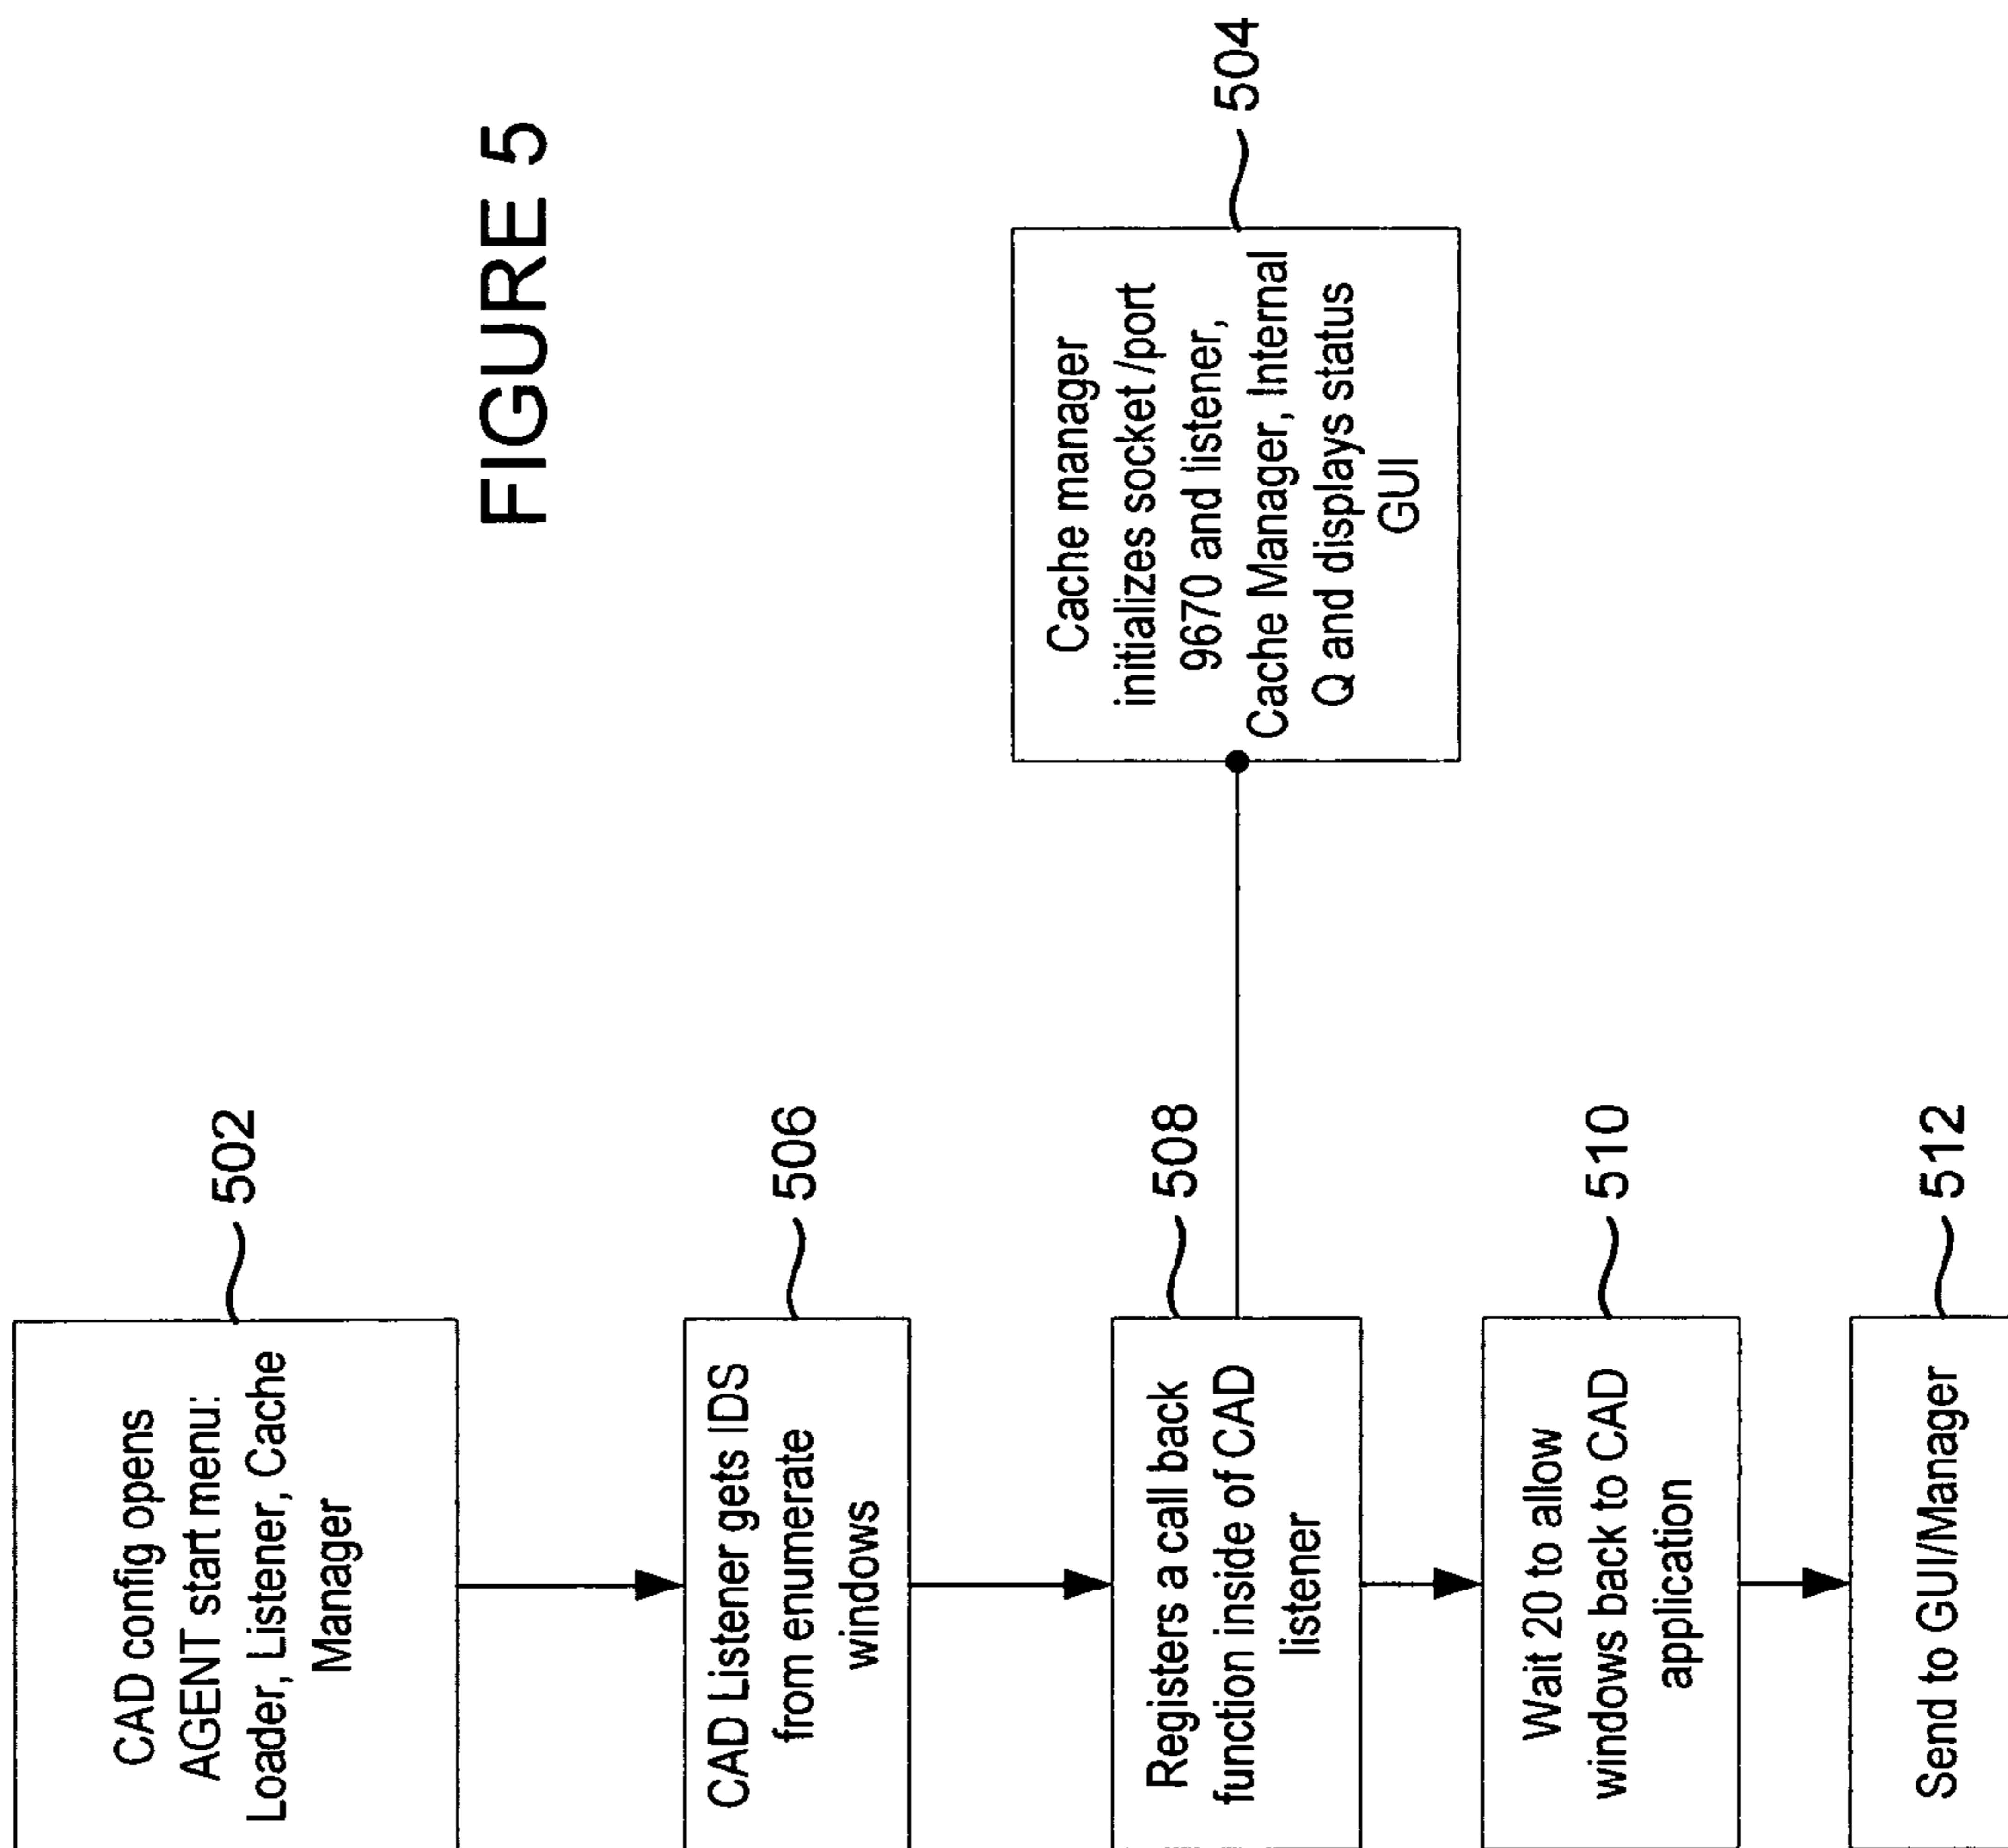 FIGURE 5
CAD config opens
AGENT start menu:
Loader, Listener, Cache
Manager
502
CAD Listener gets IDS
from enumerate
windows
506
Registers a call back
function inside of CAD
listener
508
Cache manager
initializes socket /port
9670 and listener,
Cache Manager, Internal
Q and displays status
GUI
504
Wait 20 to allow
windows back to CAD
application
510
Send to GUI/Manager
512